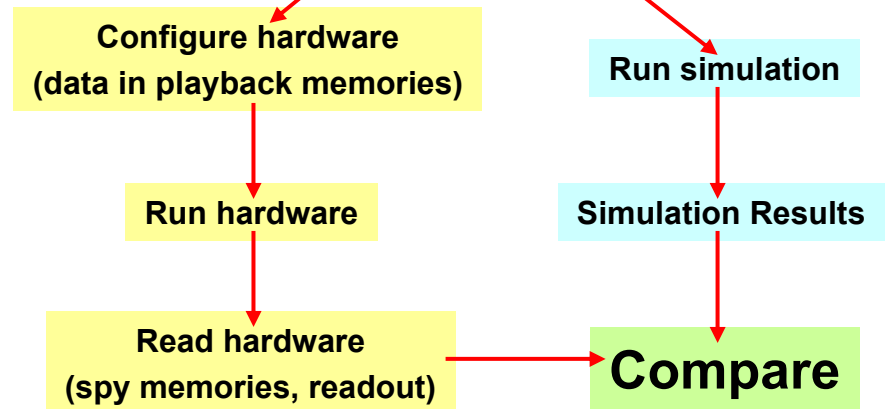 Configure hardware
(data in playback memories)
Run simulation
Run hardware
Simulation Results
Read hardware
(spy memories, readout)
Compare